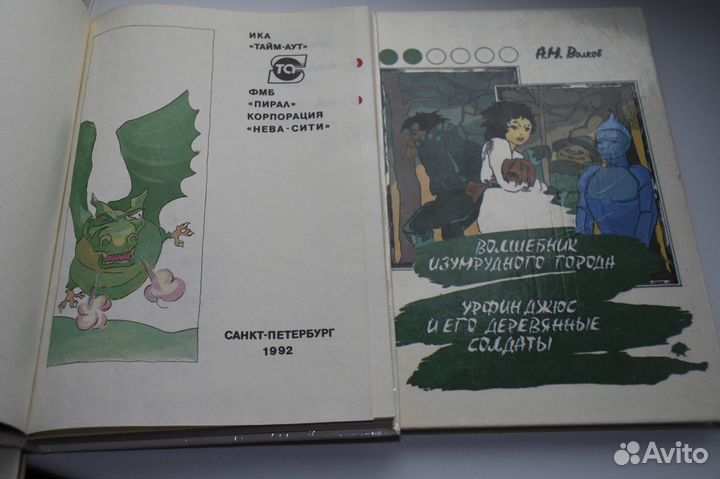 ИКА
"ТАЙМ-АУТ"
ТАГ
ФМБ
"ПИРАЛ"
КОРПОРАЦИЯ
"НЕВА-СИТИ"
САНКТ-ПЕТЕРБУРГ
1992
А.М. Волков
ВОЛШЕБНИК
ИЗУМРУДНОГО ГОРОДА
УРФИН ДЖЮС
И ЕГО ДЕРЕВЯННЫЕ
СОЛДАТЫ
Avito